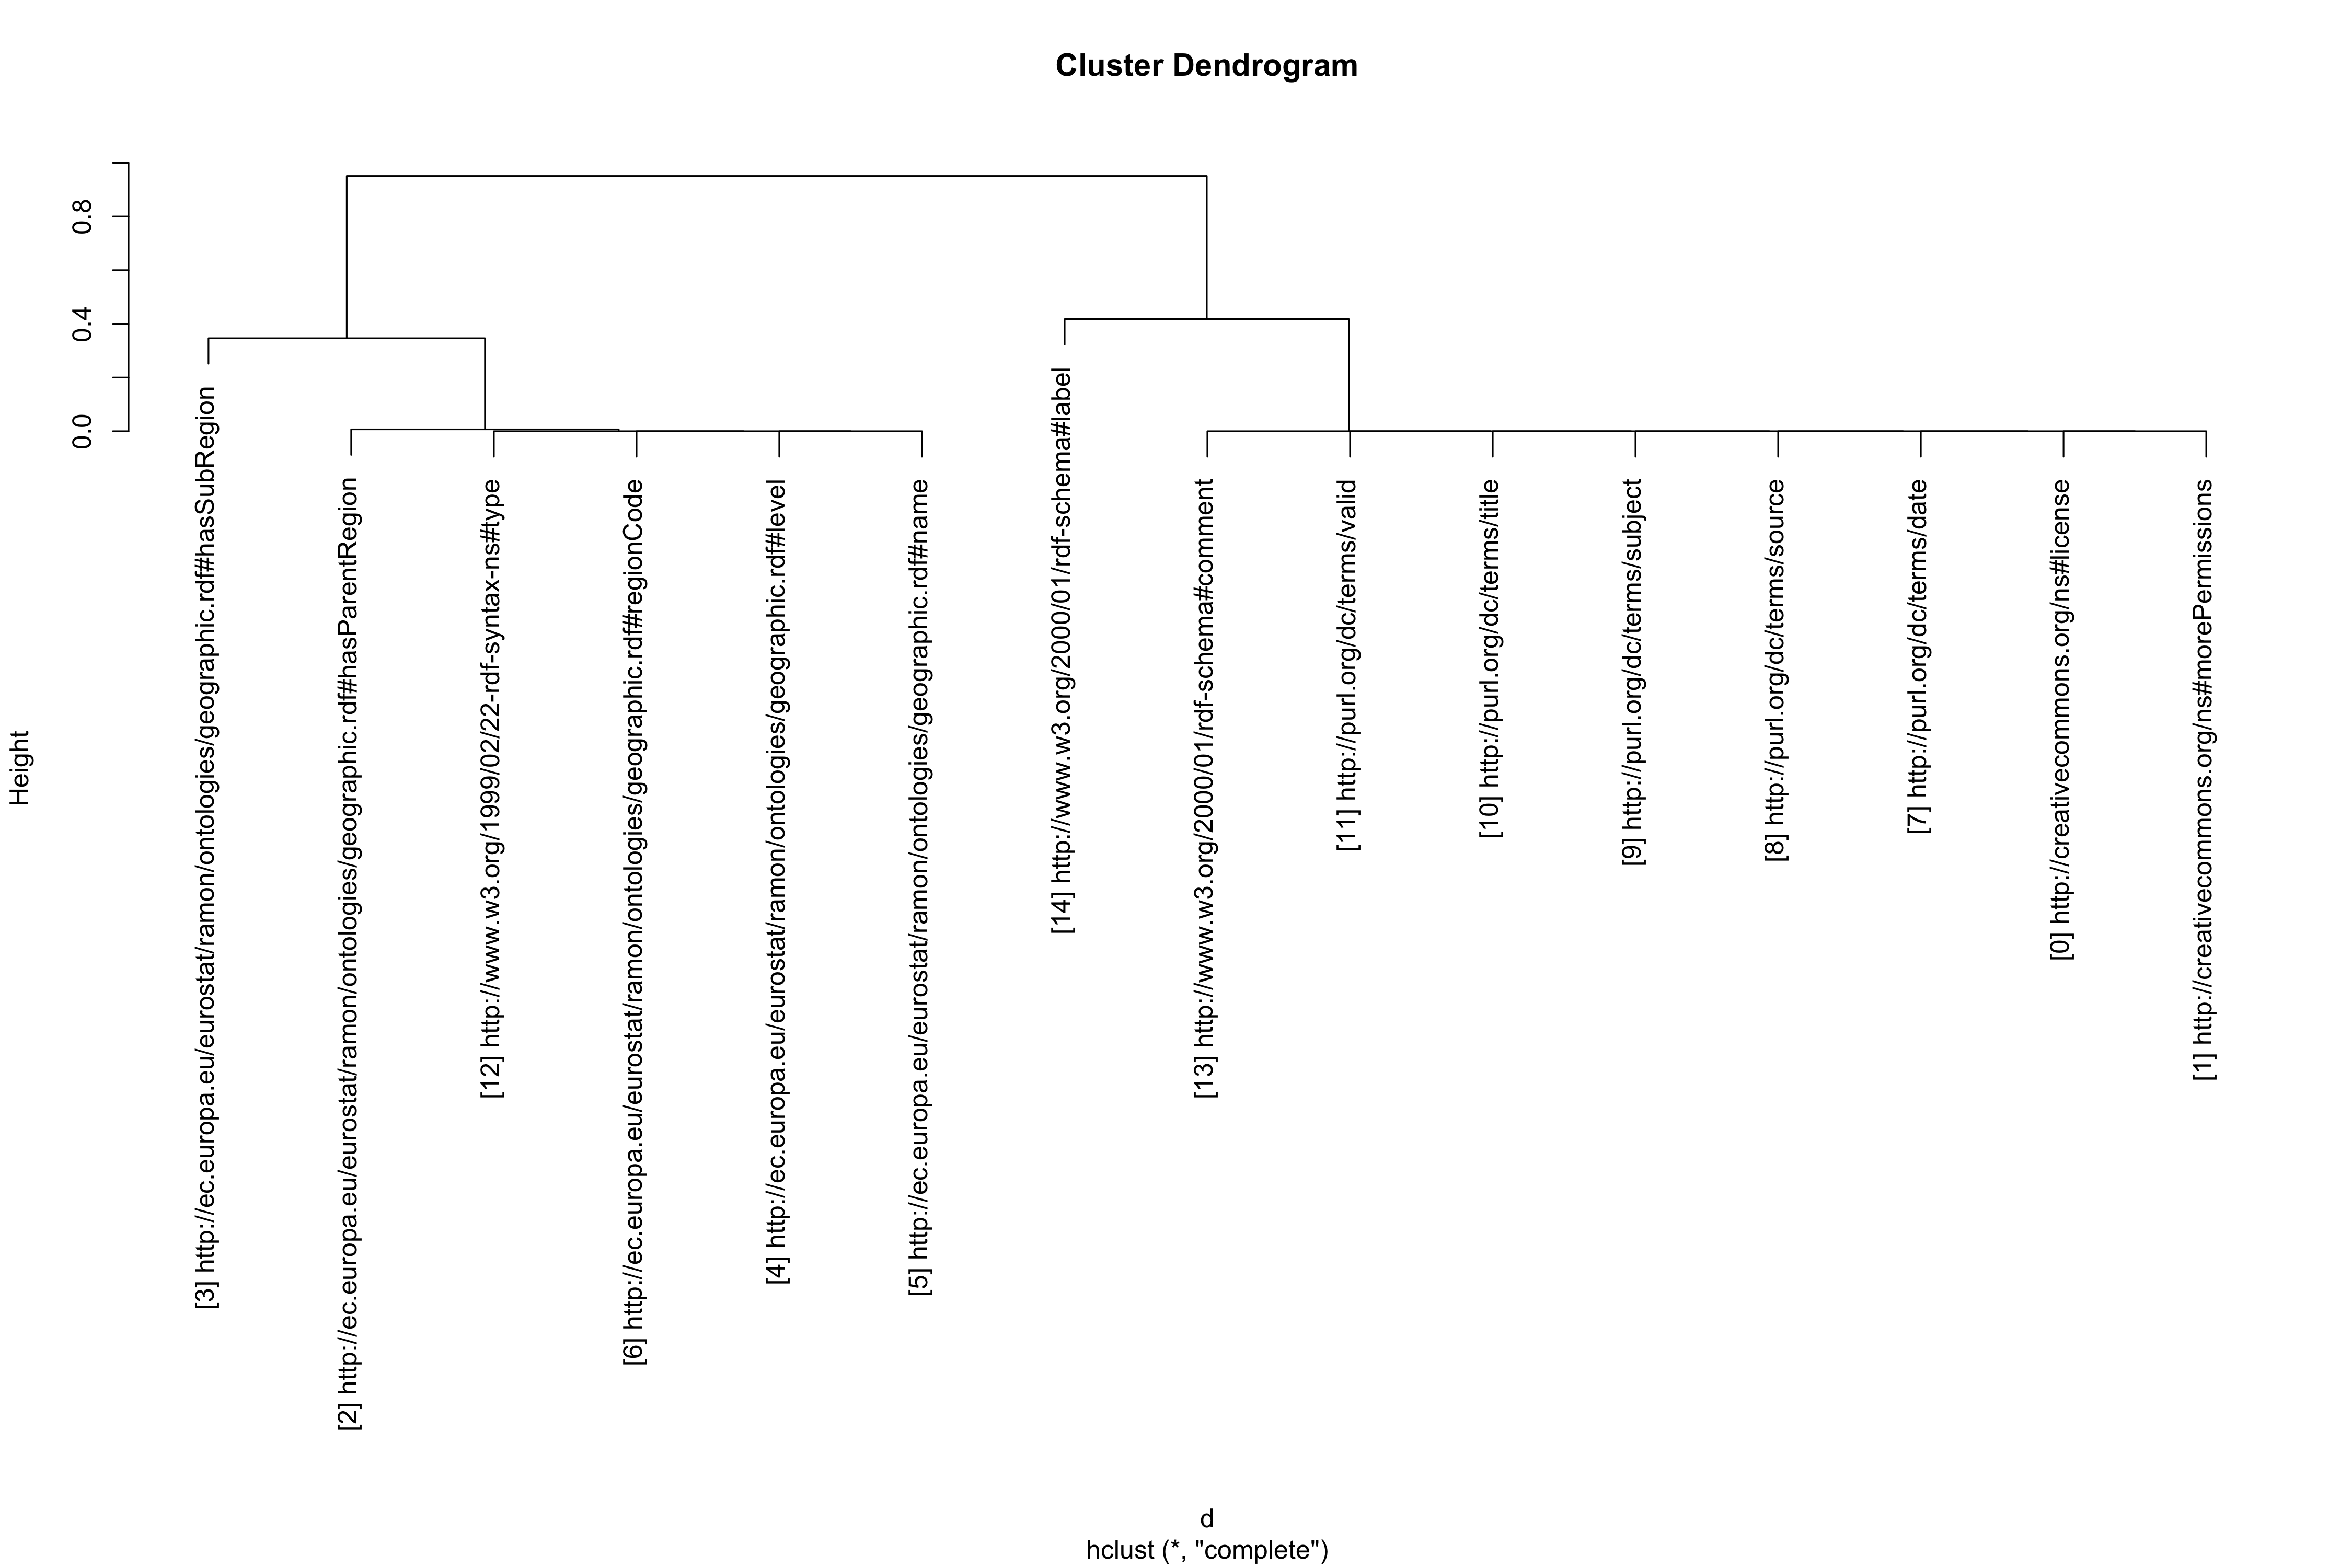 Cluster Dendrogram
Height
0.0
0.4
0.8
[3] http://ec.europa.eu/eurostat/ramon/ontologies/geographic.rdf#hasSubRegion
[2] http://ec.europa.eu/eurostat/ramon/ontologies/geographic.rdf#hasParentRegion
[12] http://www.w3.org/1999/02/22-rdf-syntax-ns#type
[6] http://ec.europa.eu/eurostat/ramon/ontologies/geographic.rdf#regionCode
[4] http://ec.europa.eu/eurostat/ramon/ontologies/geographic.rdf#level
[5] http://ec.europa.eu/eurostat/ramon/ontologies/geographic.rdf#name
[14] http://www.w3.org/2000/01/rdf-schema#label
[13] http://www.w3.org/2000/01/rdf-schema#comment
[11] http://purl.org/dc/terms/valid
[10] http://purl.org/dc/terms/title
[9] http://purl.org/dc/terms/subject
[8] http://purl.org/dc/terms/source
[7] http://purl.org/dc/terms/date
[0] http://creativecommons.org/ns#license
[1] http://creativecommons.org/ns#morePermissions
d
hclust (*, "complete")